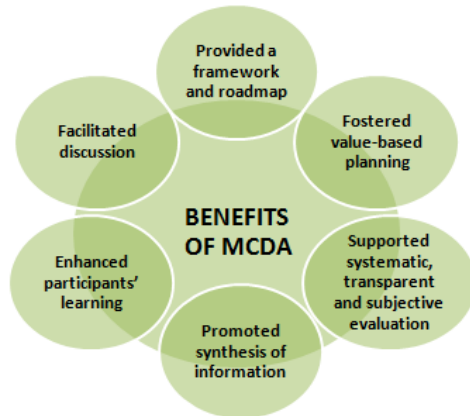 Provided a
framework
and roadmap
Fostered
value-based
planning
Supported
systematic,
transparent
and subjective
evaluation
Promoted
synthesis of
information
Enhanced
participants'
learning
Facilitated
discussion
BENEFITS
OF MCDA